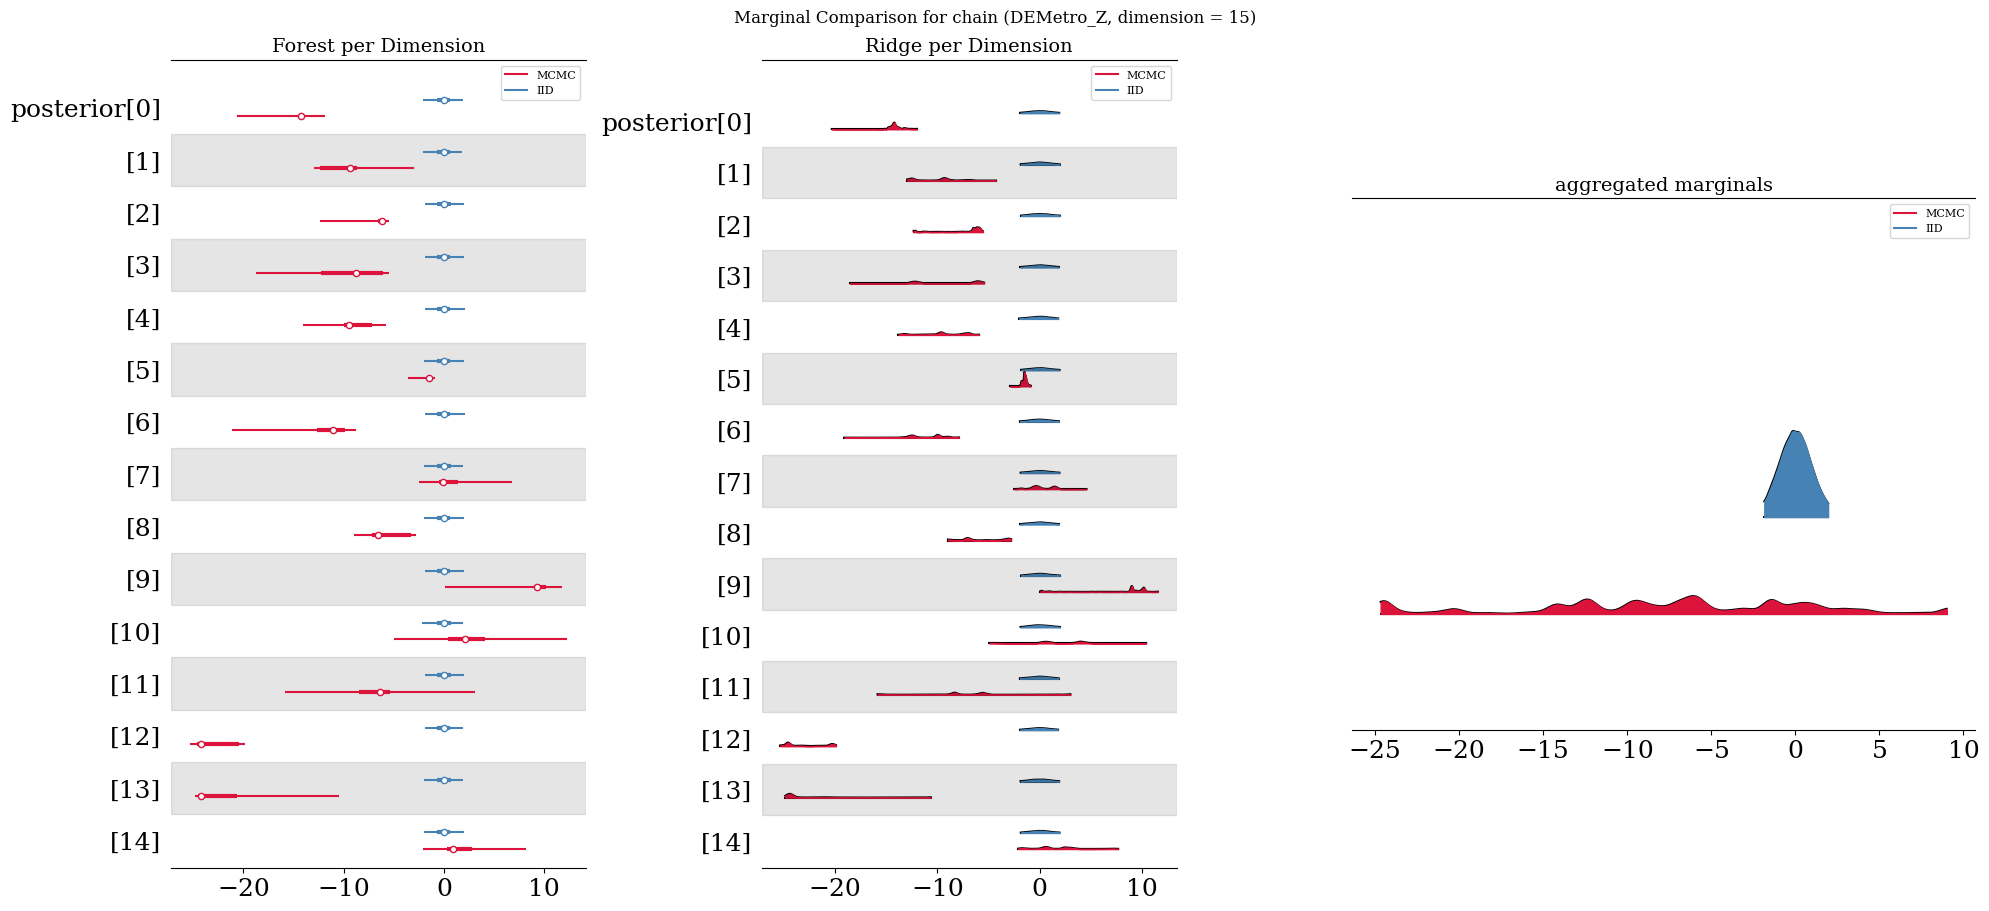 Marginal Comparison for chain (DEMetro_Z, dimension = 15)
Forest per Dimension
MCMC
IID
posterior[0]
[1]
[2]
[3]
[4]
[5]
[6]
[7]
[8]
[9]
[10]
[11]
[12]
[13]
[14]
−20 −10 0 10
Ridge per Dimension
MCMC
IID
posterior[0]
[1]
[2]
[3]
[4]
[5]
[6]
[7]
[8]
[9]
[10]
[11]
[12]
[13]
[14]
−20 −10 0 10
aggregated marginals
MCMC
IID
−25 −20 −15 −10 −5 0 5 10